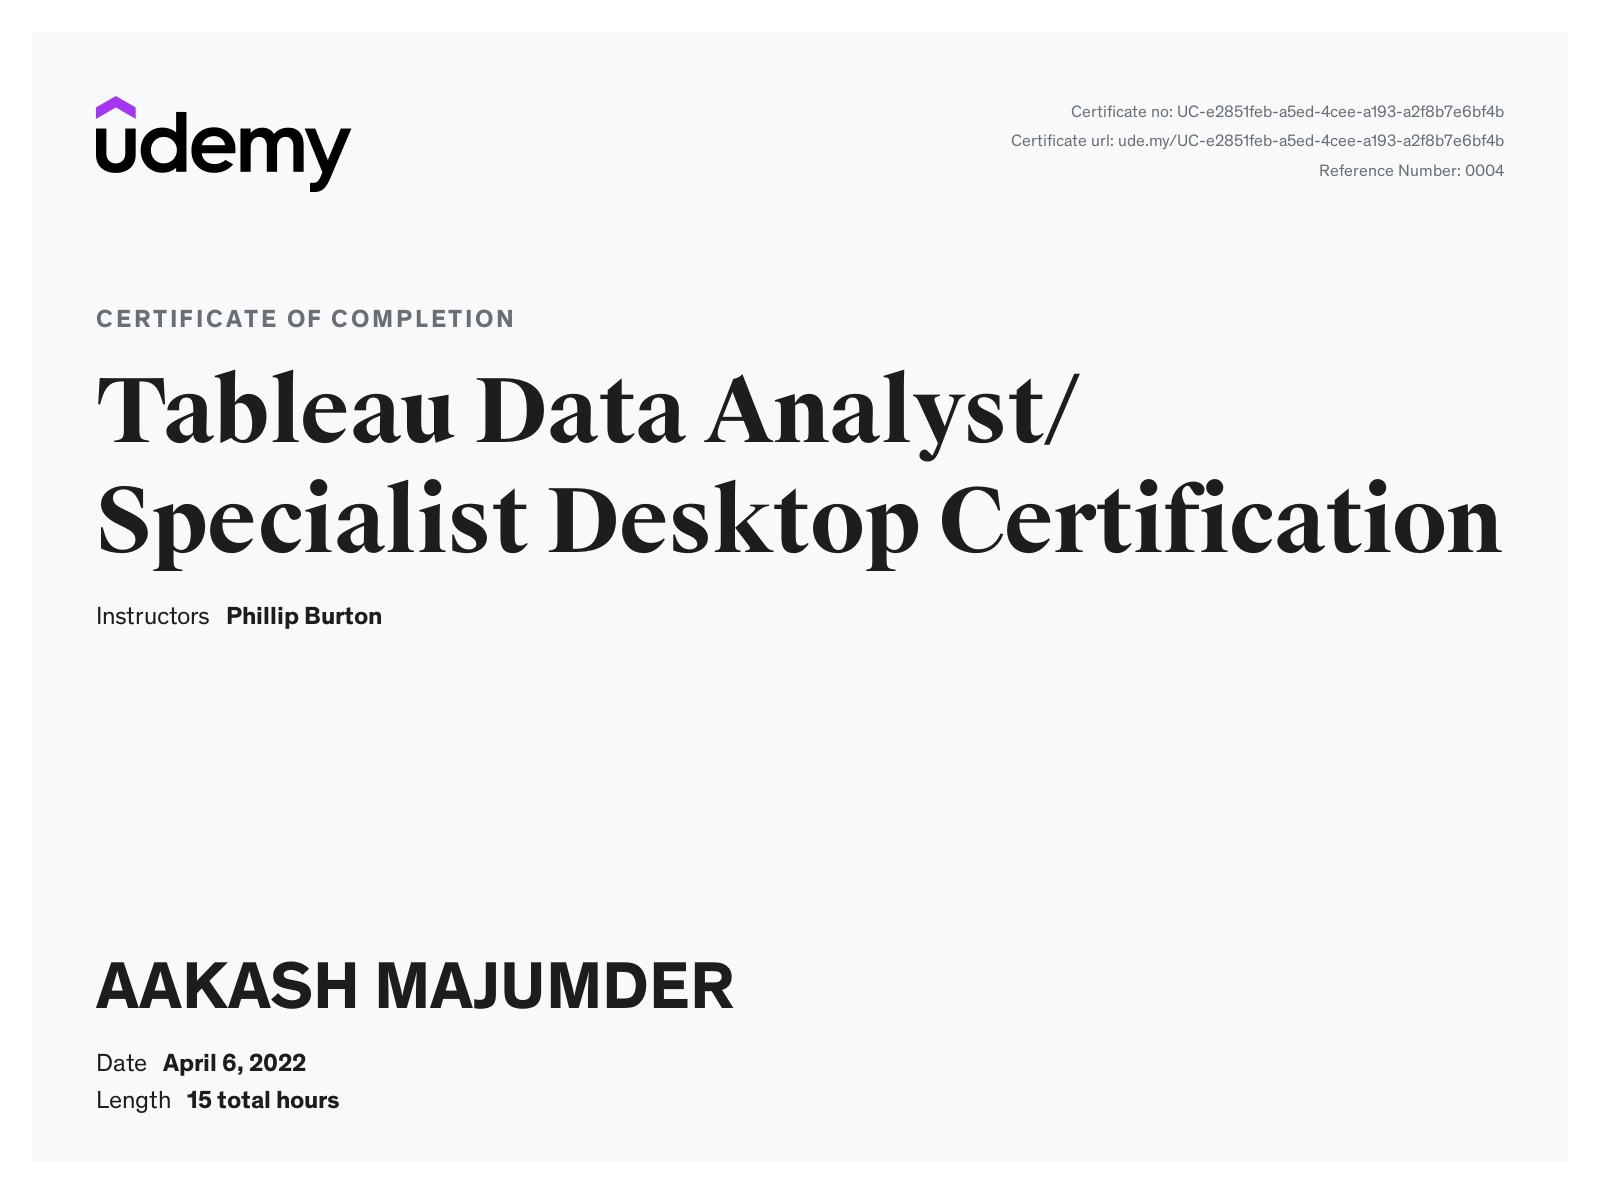 udemy
Certificate no: UC-e2851feb-a5ed-4cee-a193-a2f8b7e6bf4b
Certificate url: ude.my/UC-e2851feb-a5ed-4cee-a193-a2f8b7e6bf4b
Reference Number: 0004
CERTIFICATE OF COMPLETION
Tableau Data Analyst/
Specialist Desktop Certification
Instructors Phillip Burton
AAKASH MAJUMDER
Date April 6, 2022
Length 15 total hours